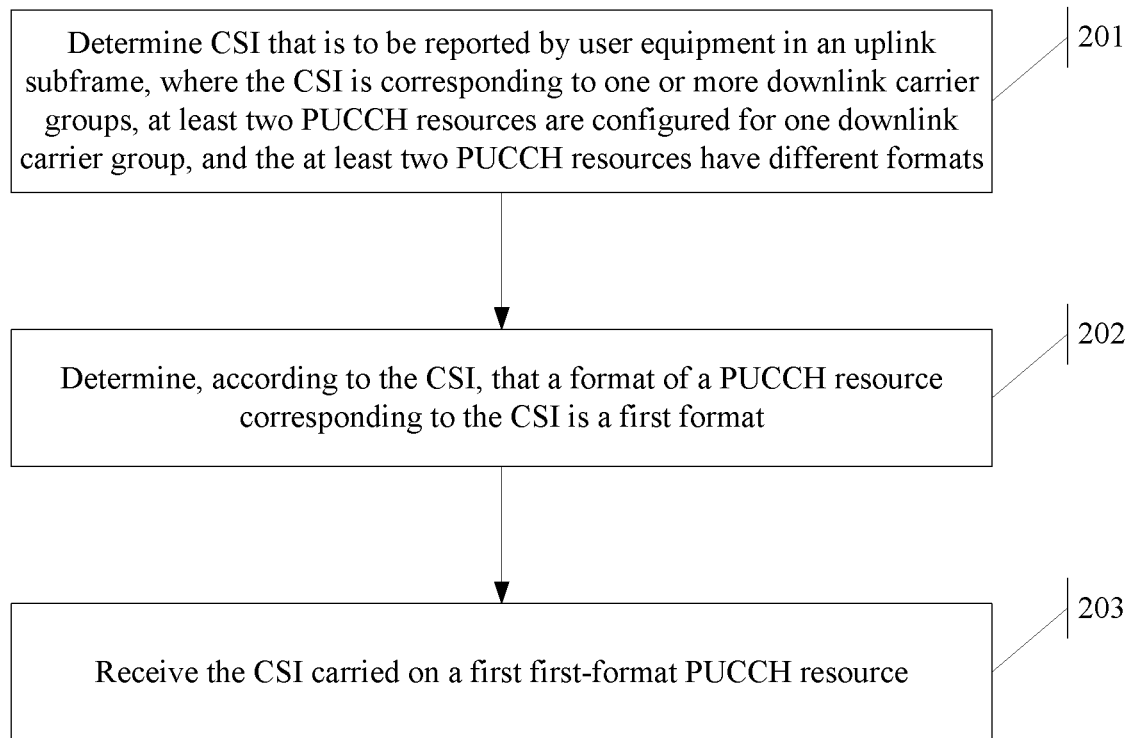 Determine CSI that is to be reported by user equipment in an uplink
subframe, where the CSI is corresponding to one or more downlink carrier
groups, at least two PUCCH resources are configured for one downlink
carrier group, and the at least two PUCCH resources have different formats
201
Determine, according to the CSI, that a format of a PUCCH resource
corresponding to the CSI is a first format
202
Receive the CSI carried on a first first-format PUCCH resource
203